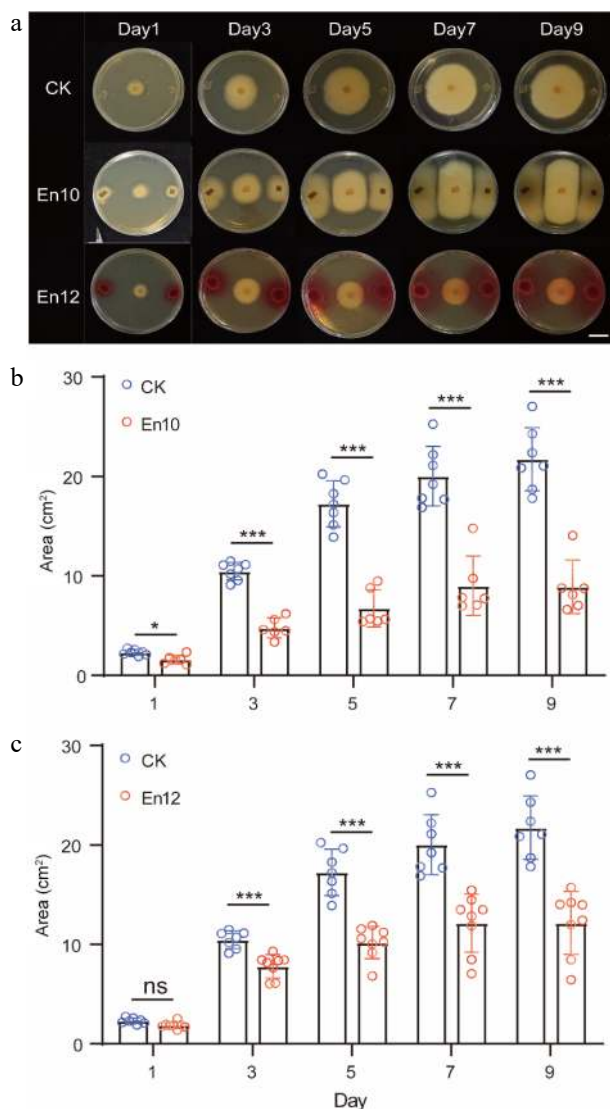 a
Day1 Day3 Day5 Day7 Day9
CK
En10
En12
b
30
20
10
0
Area (cm²)
CK
En10
*
***
***
***
***
1 3 5 7 9
c
30
20
10
0
Area (cm²)
CK
En12
ns
***
***
***
***
1 3 5 7 9
Day